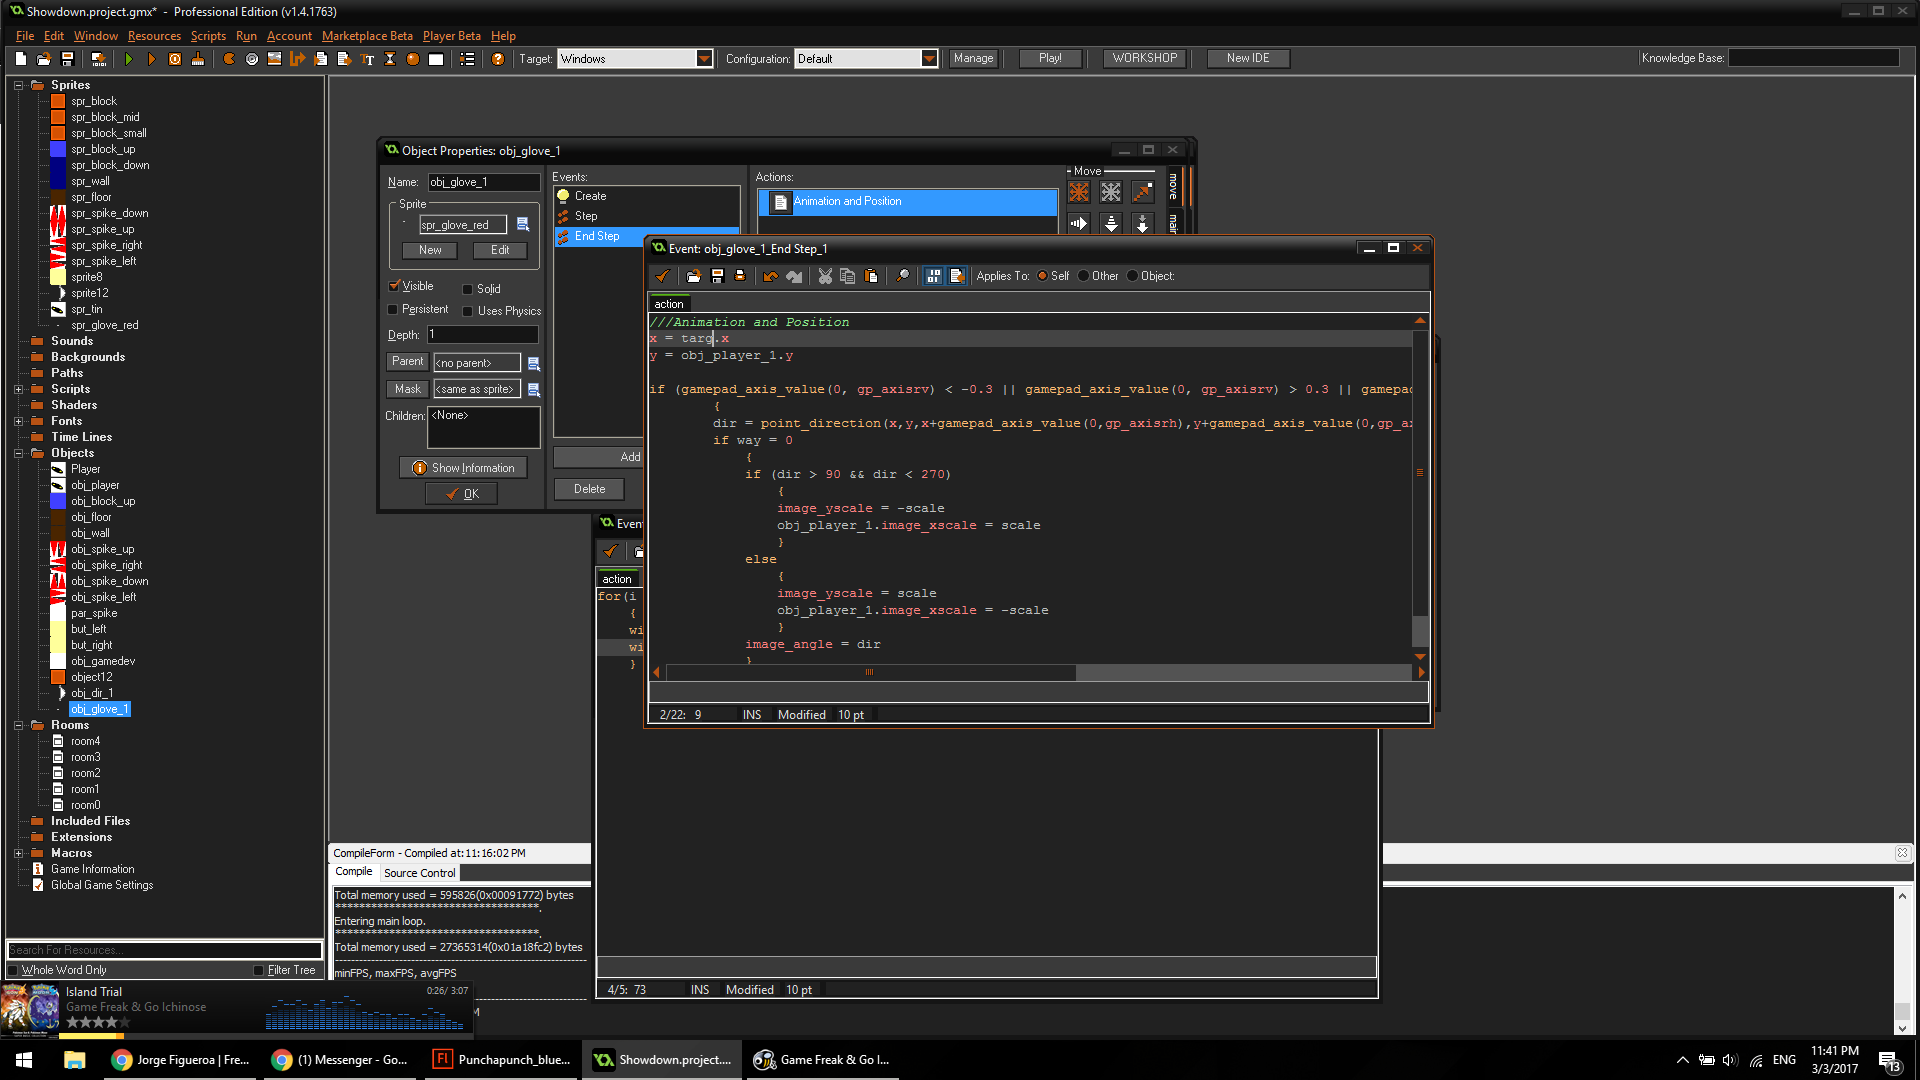 Showdown.project.gmx* - Professional Edition (v1.4.1763)
File Edit Window Resources Scripts Run Account Marketplace Beta Player Beta Help
Target: Windows Configuration: Default Manage Play! WORKSHOP New IDE Knowledge Base:
Sprites
spr_block
spr_block_mid
spr_block_small
spr_block_up
spr_block_down
spr_wall
spr_floor
spr_spike_down
spr_spike_up
spr_spike_right
spr_spike_left
sprite8
sprite12
spr_tin
spr_glove_red
Sounds
Backgrounds
Paths
Scripts
Shaders
Fonts
Time Lines
Objects
Player
obj_player
obj_block_up
obj_floor
obj_wall
obj_spike_up
obj_spike_right
obj_spike_down
obj_spike_left
par_spike
but_left
but_right
obj_gamedev
object12
obj_dir_1
obj_glove_1
Rooms
room4
room3
room2
room1
room0
Included Files
Extensions
Macros
Game Information
Global Game Settings
Search For Resources...
Whole Word Only Filter Tree
Object Properties: obj_glove_1
Name: obj_glove_1
Sprite
spr_glove_red
New Edit
Visible Solid
Persistent Uses Physics
Depth: 1
Parent <no parent>
Mask <same as sprite>
Children: <None>
Show Information
OK
Events:
Create
Step
End Step
Add
Delete
Actions:
Animation and Position
Move
move
main
Event: obj_glove_1_End Step_1
Applies To: Self Other Object:
action
///Animation and Position
x = targ.x
y = obj_player_1.y
if (gamepad_axis_value(0, gp_axisrv) < -0.3 || gamepad_axis_value(0, gp_axisrv) > 0.3 || gamepad
{
dir = point_direction(x,y,x+gamepad_axis_value(0,gp_axisrh),y+gamepad_axis_value(0,gp_a
if way = 0
{
if (dir > 90 && dir < 270)
{
image_yscale = -scale
obj_player_1.image_xscale = scale
}
else
{
image_yscale = scale
obj_player_1.image_xscale = -scale
}
image_angle = dir
}
2/22: 9 INS Modified 10 pt
Even
action
for(i
{
wi
wi
}
4/5: 73 INS Modified 10 pt
CompileForm - Compiled at:11:16:02 PM
Compile Source Control
Total memory used = 595826(0x00091772) bytes
**********************************.
Entering main loop.
**********************************.
Total memory used = 27365314(0x01a18fc2) bytes
minFPS, maxFPS, avgFPS
M
Island Trial 0:26/ 3:07
Game Freak & Go Ichinose
Jorge Figueroa | Fre... (1) Messenger - Go... Punchapunch_blue... Showdown.project.... Game Freak & Go I...
ENG 11:41 PM
3/3/2017
13